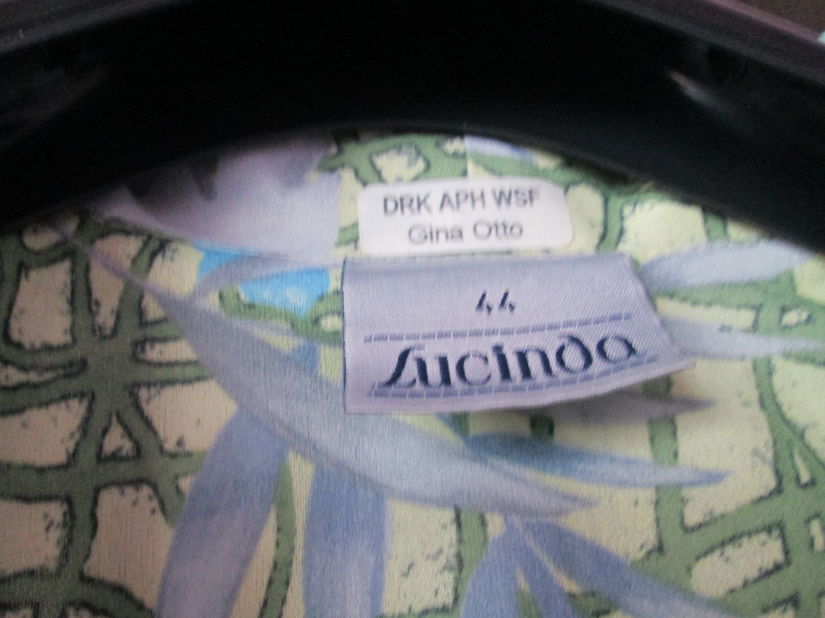 DRK APH WSF
Gina Otto
44
Lucinda